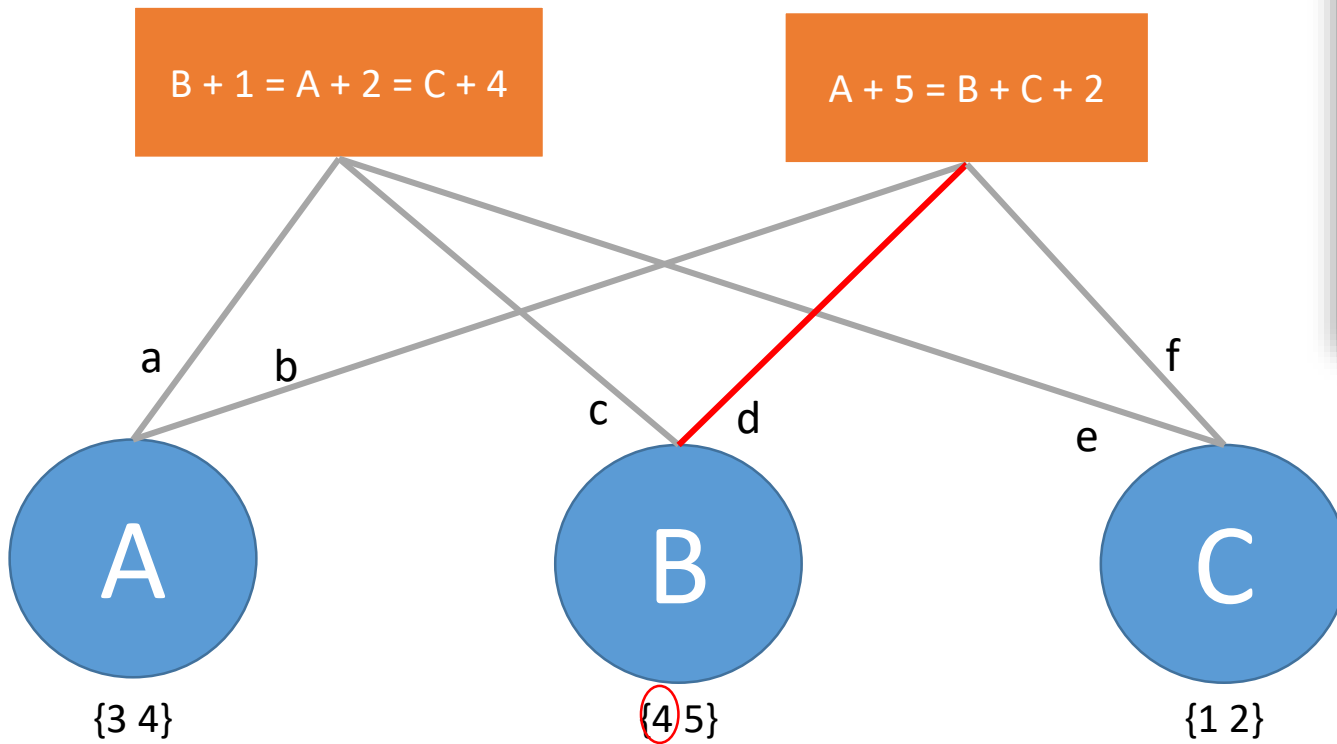 B + 1 = A + 2 = C + 4
A + 5 = B + C + 2
a
b
c
d
e
f
A
B
C
{3 4}
{4 5}
{1 2}